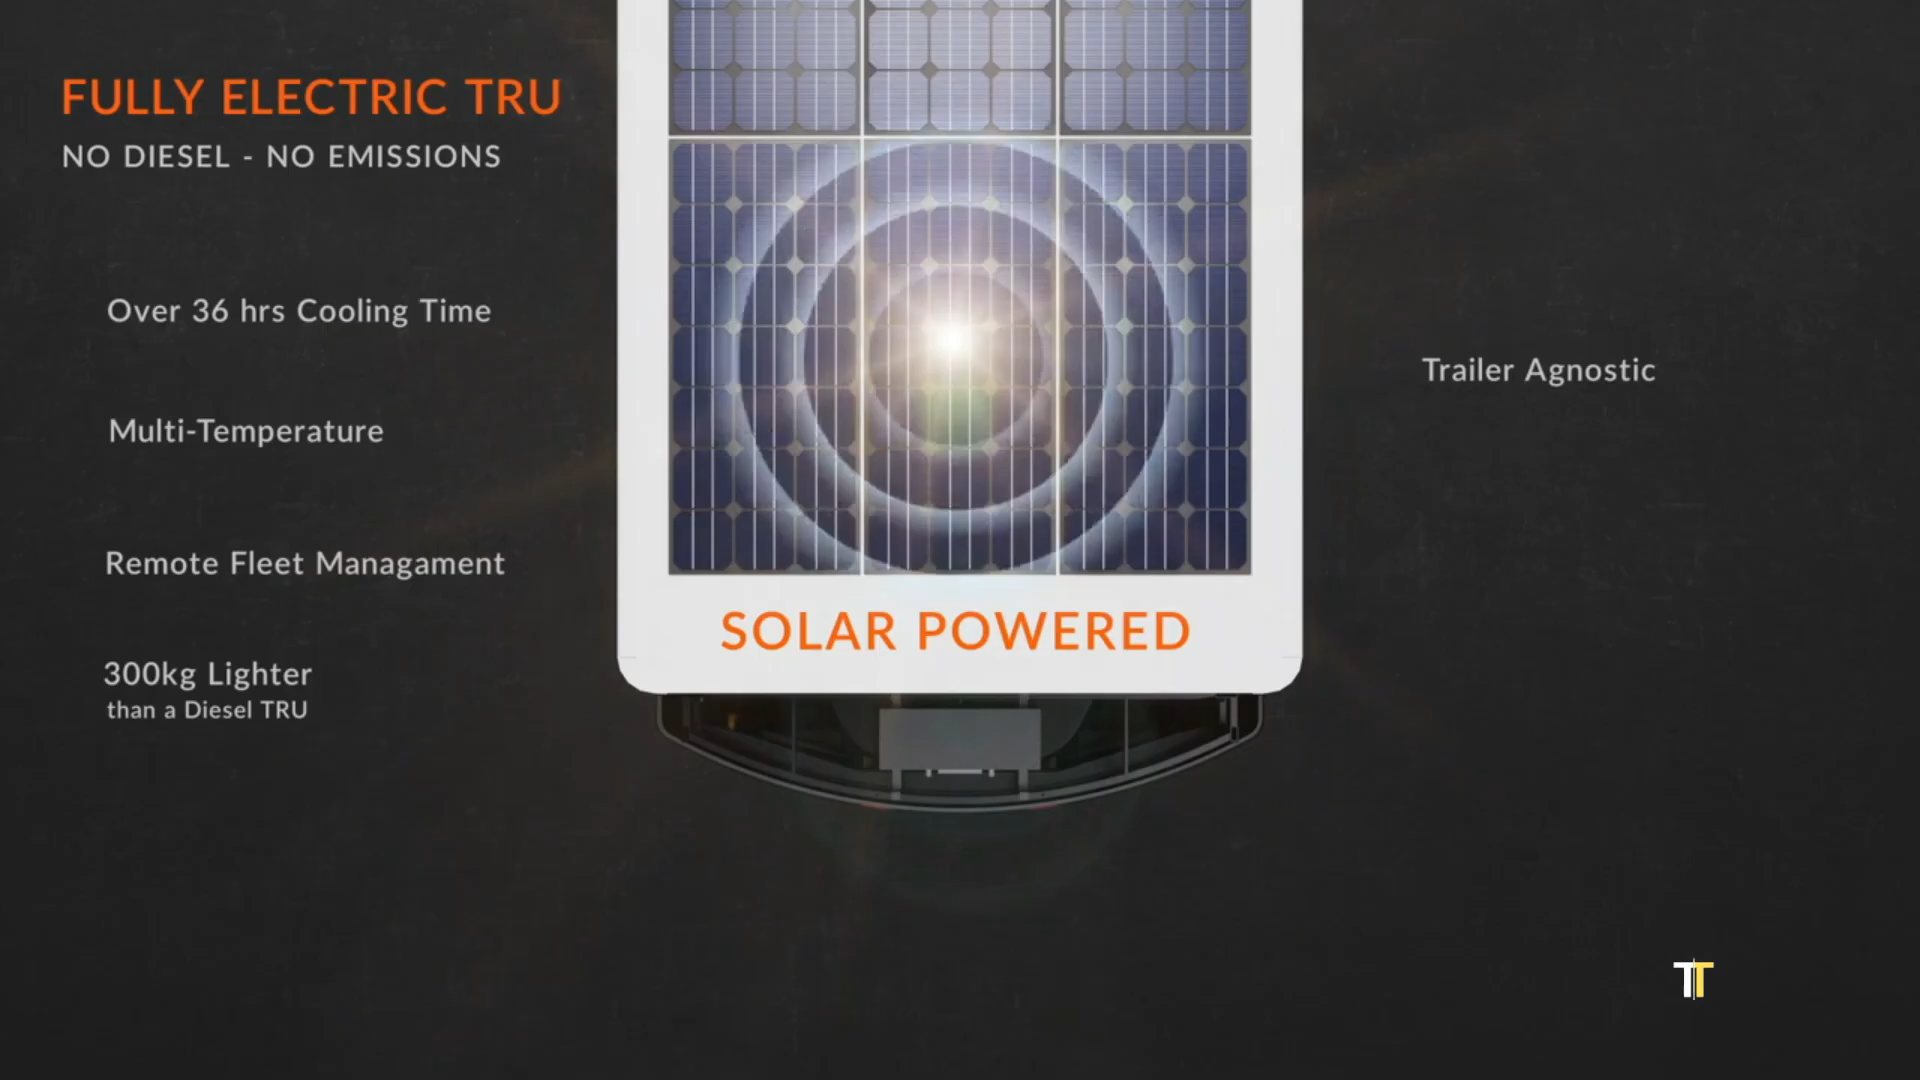 FULLY ELECTRIC TRU
NO DIESEL - NO EMISSIONS
Over 36 hrs Cooling Time
Multi-Temperature
Remote Fleet Managament
300kg Lighter
than a Diesel TRU
SOLAR POWERED
Trailer Agnostic
TT